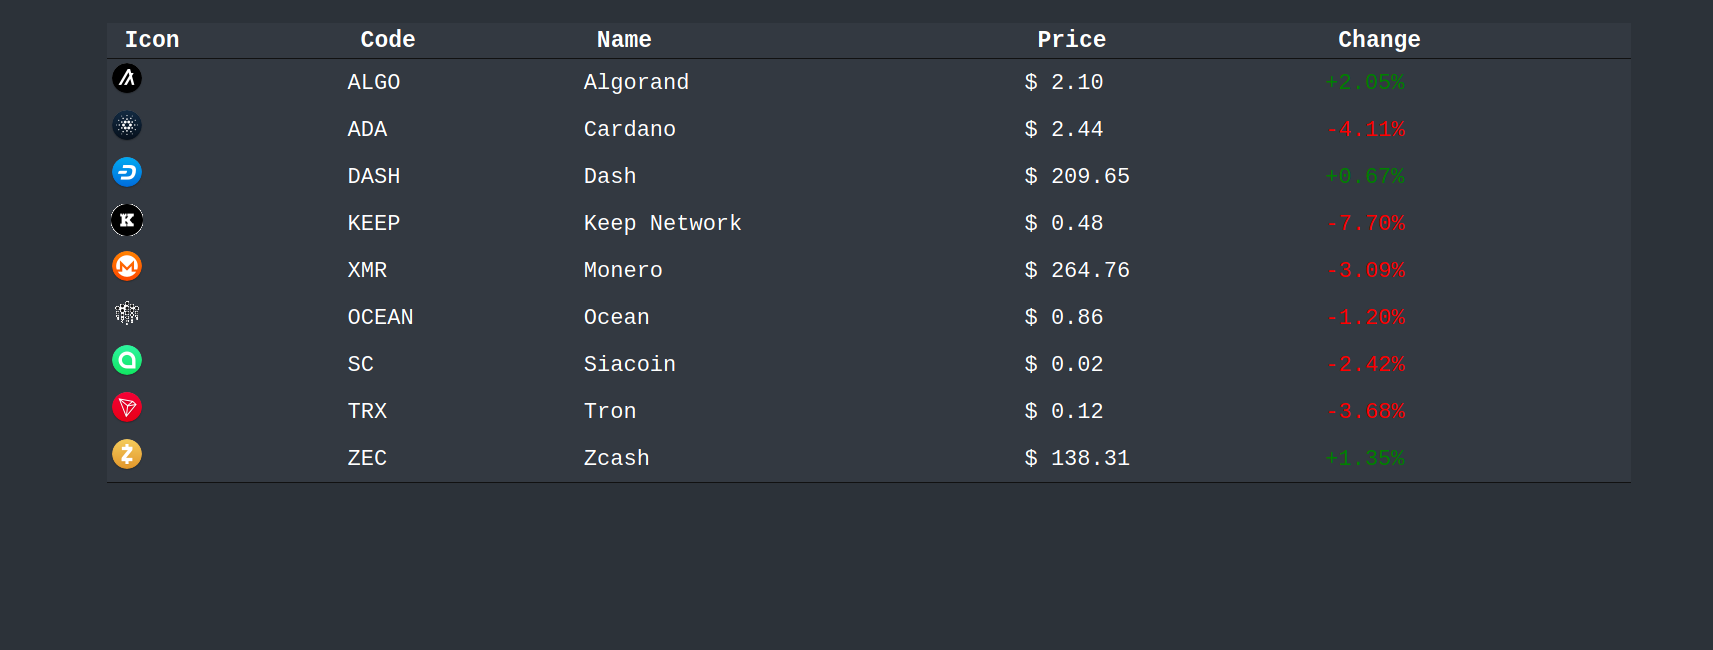 Icon Code Name Price Change
ALGO Algorand $ 2.10 +2.05%
ADA Cardano $ 2.44 -4.11%
DASH Dash $ 209.65 +0.67%
KEEP Keep Network $ 0.48 -7.70%
XMR Monero $ 264.76 -3.09%
OCEAN Ocean $ 0.86 -1.20%
SC Siacoin $ 0.02 -2.42%
TRX Tron $ 0.12 -3.68%
ZEC Zcash $ 138.31 +1.35%